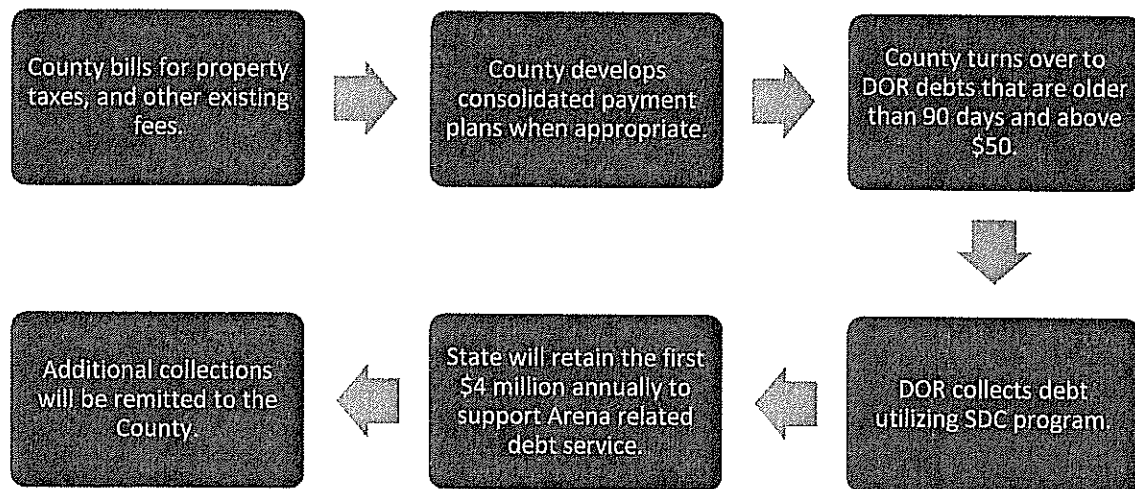 County bills for property
taxes, and other existing
fees.
County develops
consolidated payment
plans when appropriate.
County turns over to
DOR debts that are older
than 90 days and above
$50.
DOR collects debt
utilizing SDC program.
State will retain the first
$4 million annually to
support Arena related
debt service.
Additional collections
will be remitted to the
County.